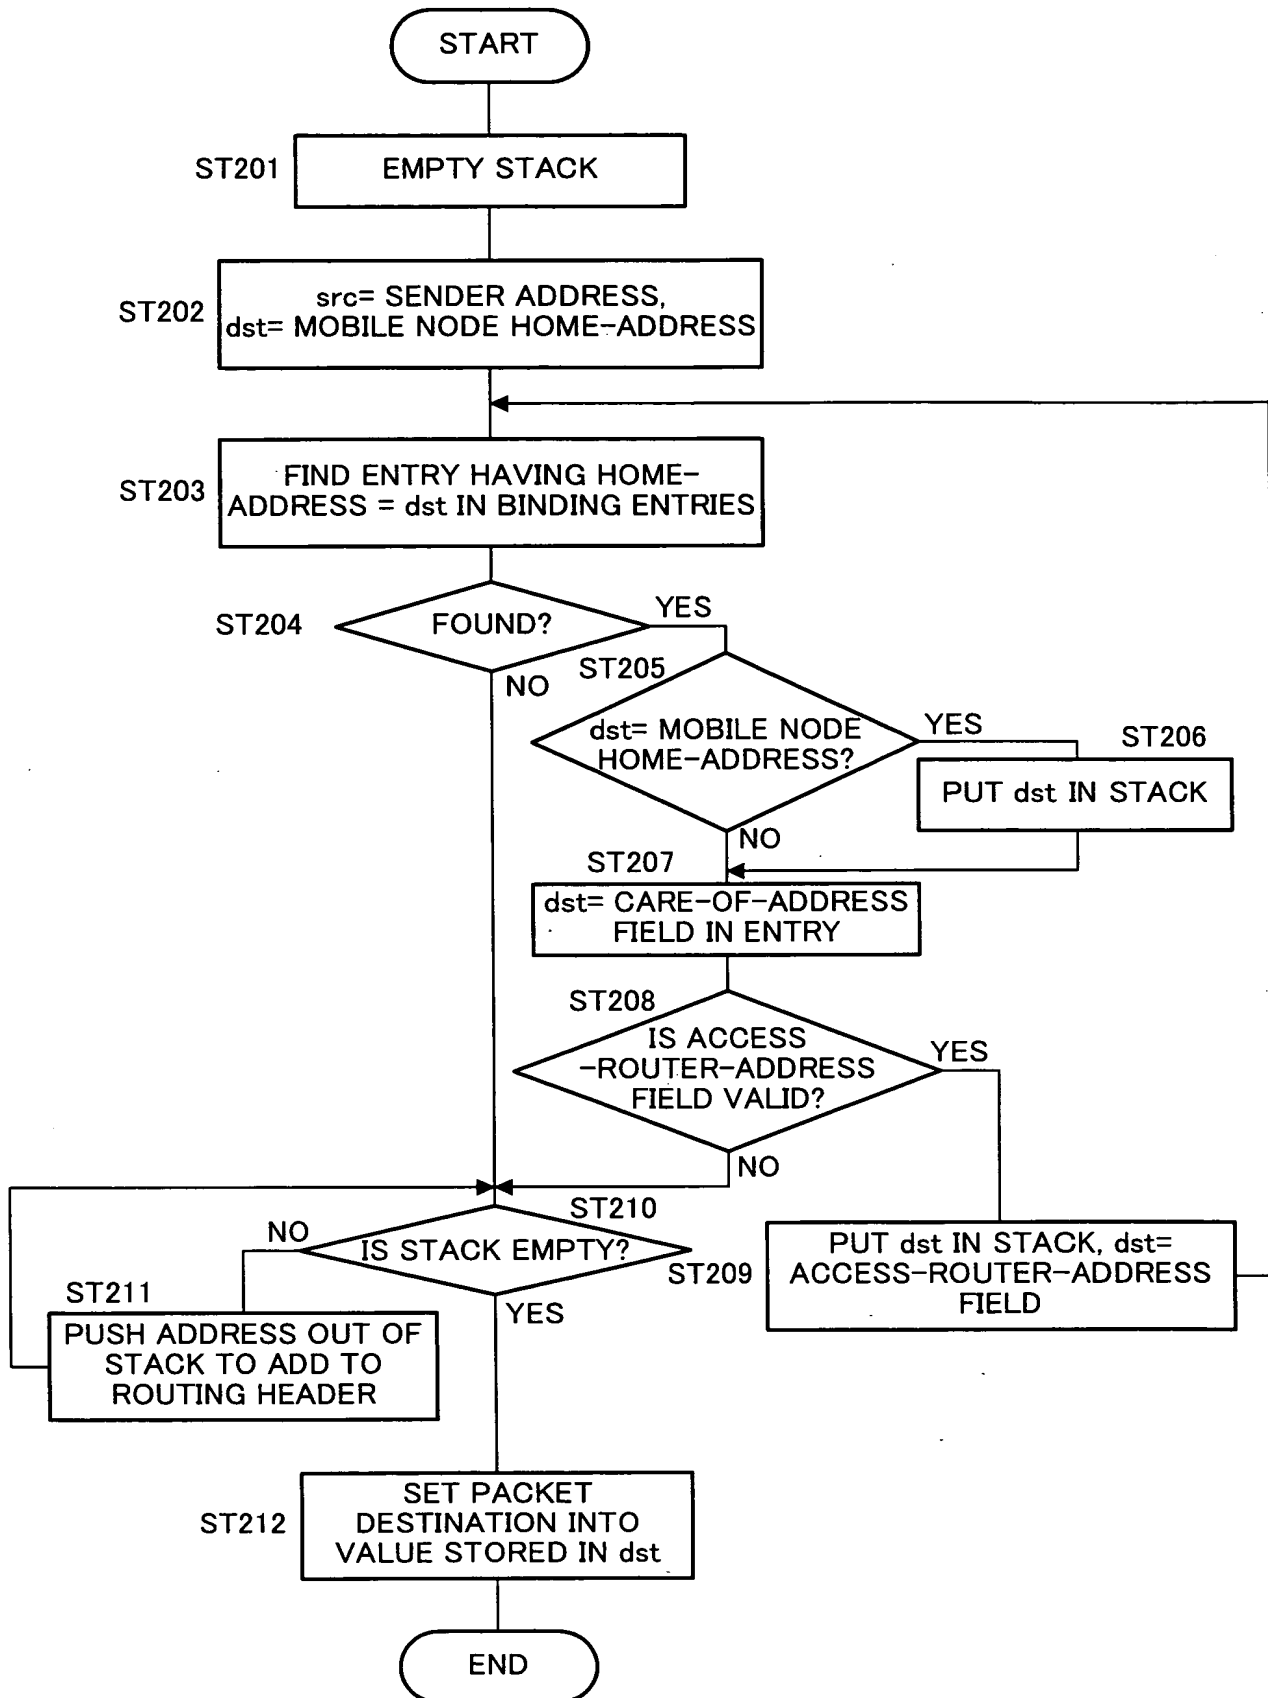 START
ST201
EMPTY STACK
ST202
src= SENDER ADDRESS,
dst= MOBILE NODE HOME-ADDRESS
ST203
FIND ENTRY HAVING HOME-
ADDRESS = dst IN BINDING ENTRIES
ST204
FOUND?
YES
NO
ST205
dst= MOBILE NODE
HOME-ADDRESS?
YES
NO
ST206
PUT dst IN STACK
ST207
dst= CARE-OF-ADDRESS
FIELD IN ENTRY
ST208
IS ACCESS
-ROUTER-ADDRESS
FIELD VALID?
YES
NO
ST210
IS STACK EMPTY?
NO
YES
ST209
PUT dst IN STACK, dst=
ACCESS-ROUTER-ADDRESS
FIELD
ST211
PUSH ADDRESS OUT OF
STACK TO ADD TO
ROUTING HEADER
ST212
SET PACKET
DESTINATION INTO
VALUE STORED IN dst
END